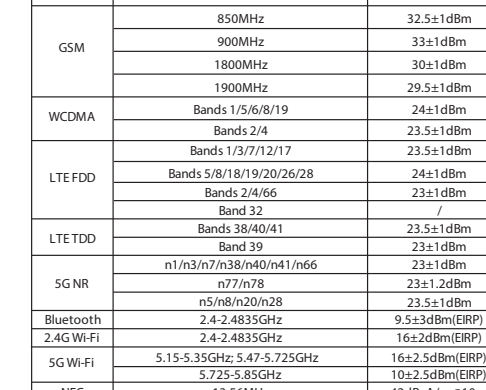 GSM 850MHz 32.5±1dBm
900MHz 33±1dBm
1800MHz 30±1dBm
1900MHz 29.5±1dBm
WCDMA Bands 1/5/6/8/19 24±1dBm
Bands 2/4 23.5±1dBm
LTE FDD Bands 1/3/7/12/17 23.5±1dBm
Bands 5/8/18/19/20/26/28 24±1dBm
Bands 2/4/66 23±1dBm
Band 32 /
LTE TDD Bands 38/40/41 23.5±1dBm
Band 39 23±1dBm
5G NR n1/n3/n7/n38/n40/n41/n66 23±1dBm
n77/n78 23±1.2dBm
n5/n8/n20/n28 23.5±1dBm
Bluetooth 2.4-2.4835GHz 9.5±3dBm(EIRP)
2.4G Wi-Fi 2.4-2.4835GHz 16±2dBm(EIRP)
5G Wi-Fi 5.15-5.35GHz; 5.47-5.725GHz 16±2.5dBm(EIRP)
5.725-5.85GHz 10±2.5dBm(EIRP)